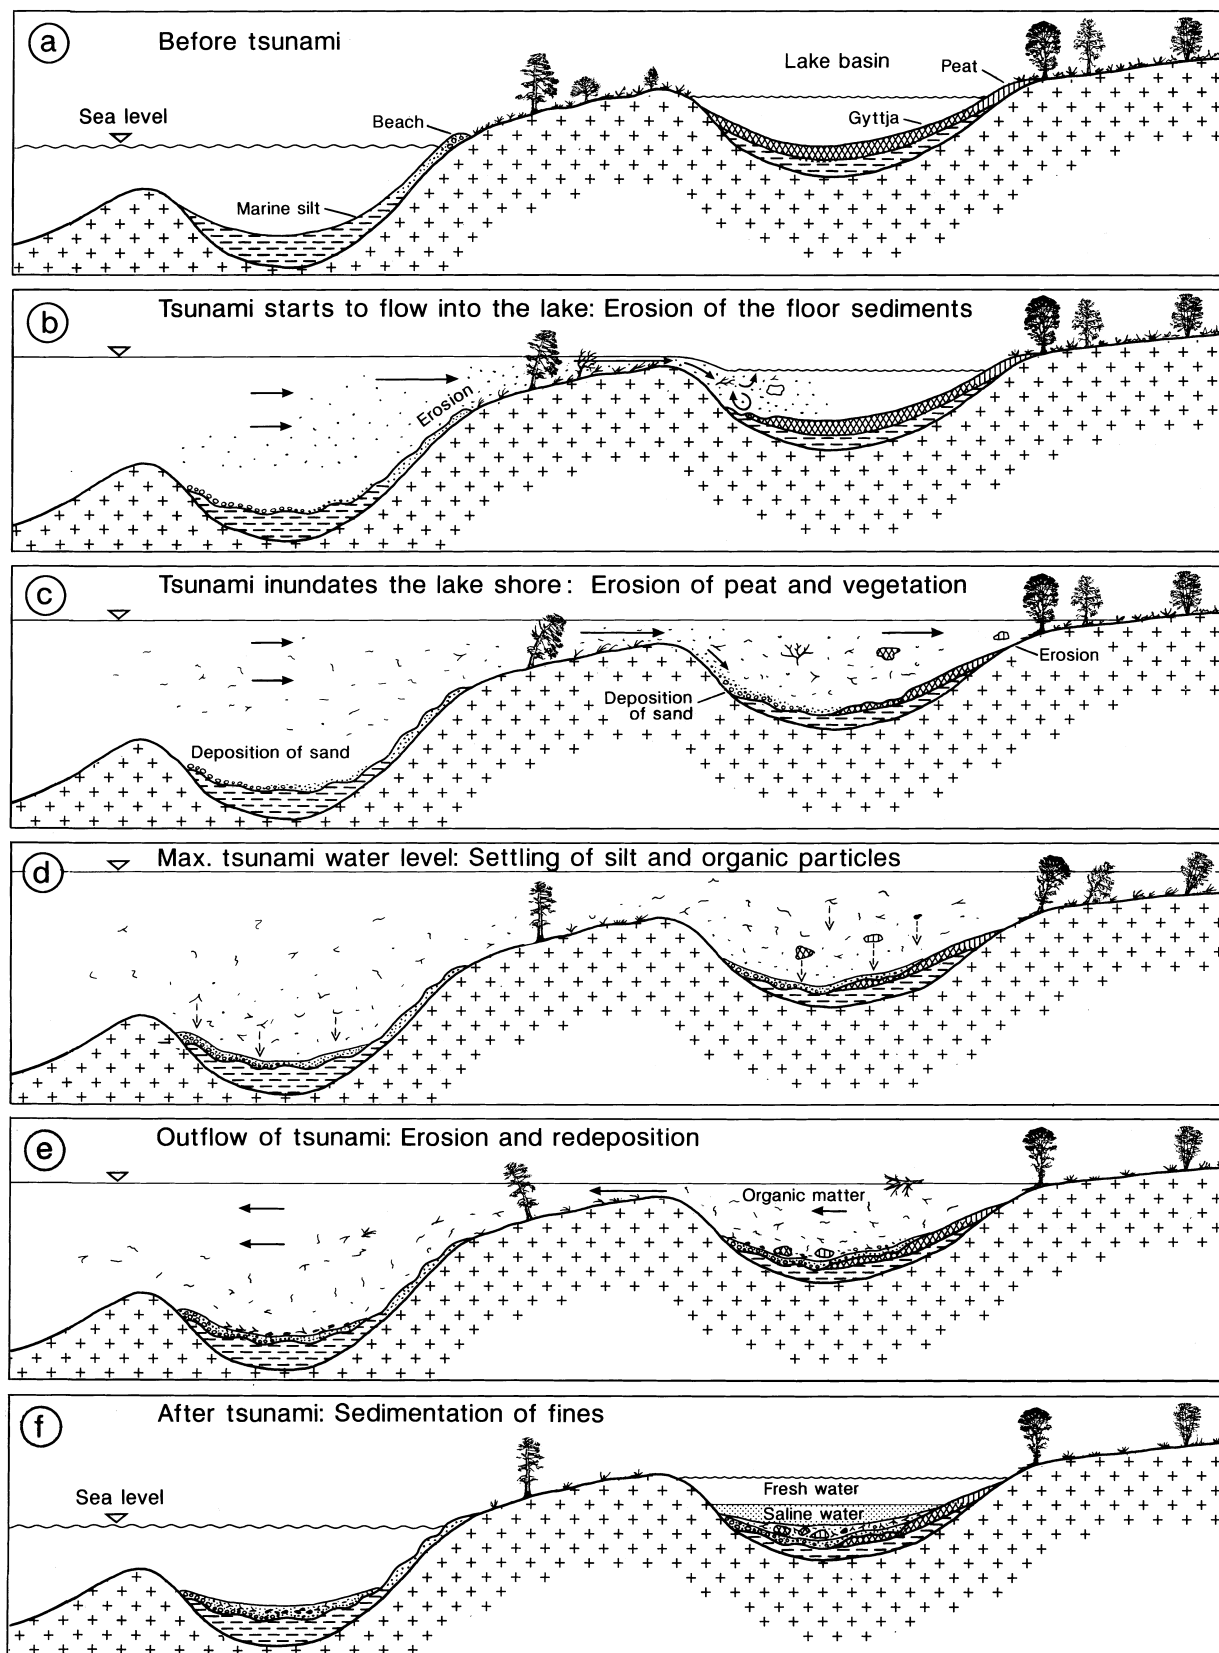 a
Before tsunami
Lake basin
Peat
Sea level
Beach
Gyttja
Marine silt
b
Tsunami starts to flow into the lake: Erosion of the floor sediments
Erosion
c
Tsunami inundates the lake shore: Erosion of peat and vegetation
Erosion
Deposition
of sand
Deposition of sand
d
Max. tsunami water level: Settling of silt and organic particles
e
Outflow of tsunami: Erosion and redeposition
Organic matter
f
After tsunami: Sedimentation of fines
Fresh water
Sea level
Saline water